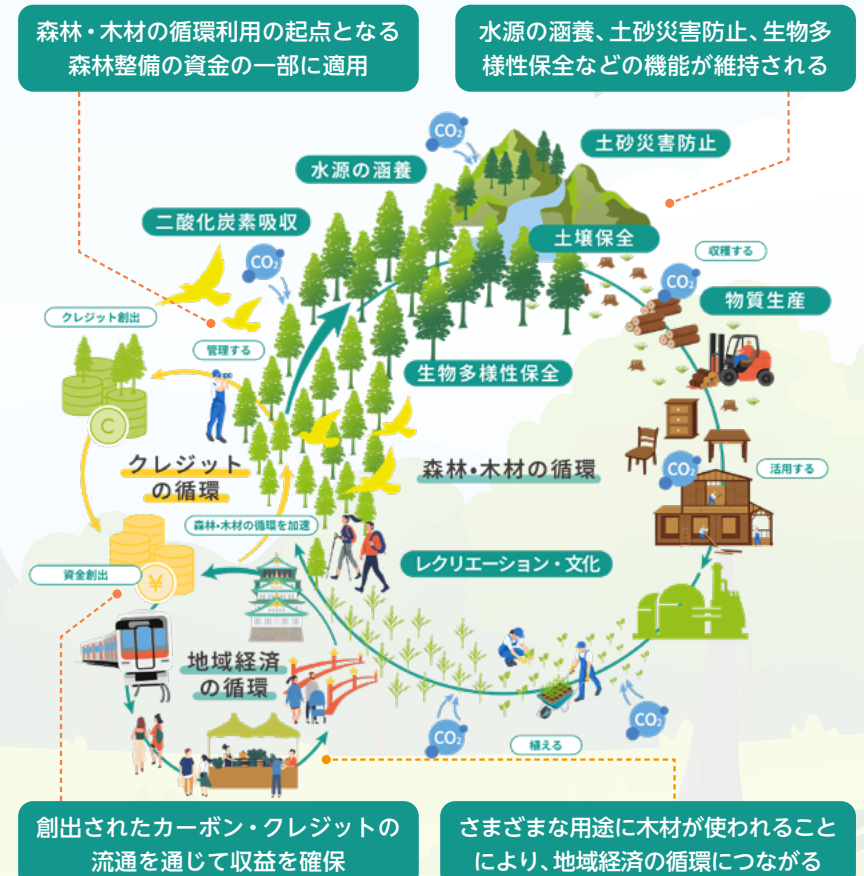 森林・木材の循環利用の起点となる
森林整備の資金の一部に適用
水源の涵養、土砂災害防止、生物多
様性保全などの機能が維持される
CO2
土砂災害防止
水源の涵養
二酸化炭素吸収
土壌保全
収穫する
CO2
CO2
物質生産
クレジット創出
管理する
生物多様性保全
C
クレジット
の循環
森林・木材の循環
CO2
活用する
森林・木材の循環を加速
レクリエーション・文化
資金創出
¥
地域経済
の循環
CO2
CO2
植える
創出されたカーボン・クレジットの
流通を通じて収益を確保
さまざまな用途に木材が使われること
により、地域経済の循環につながる